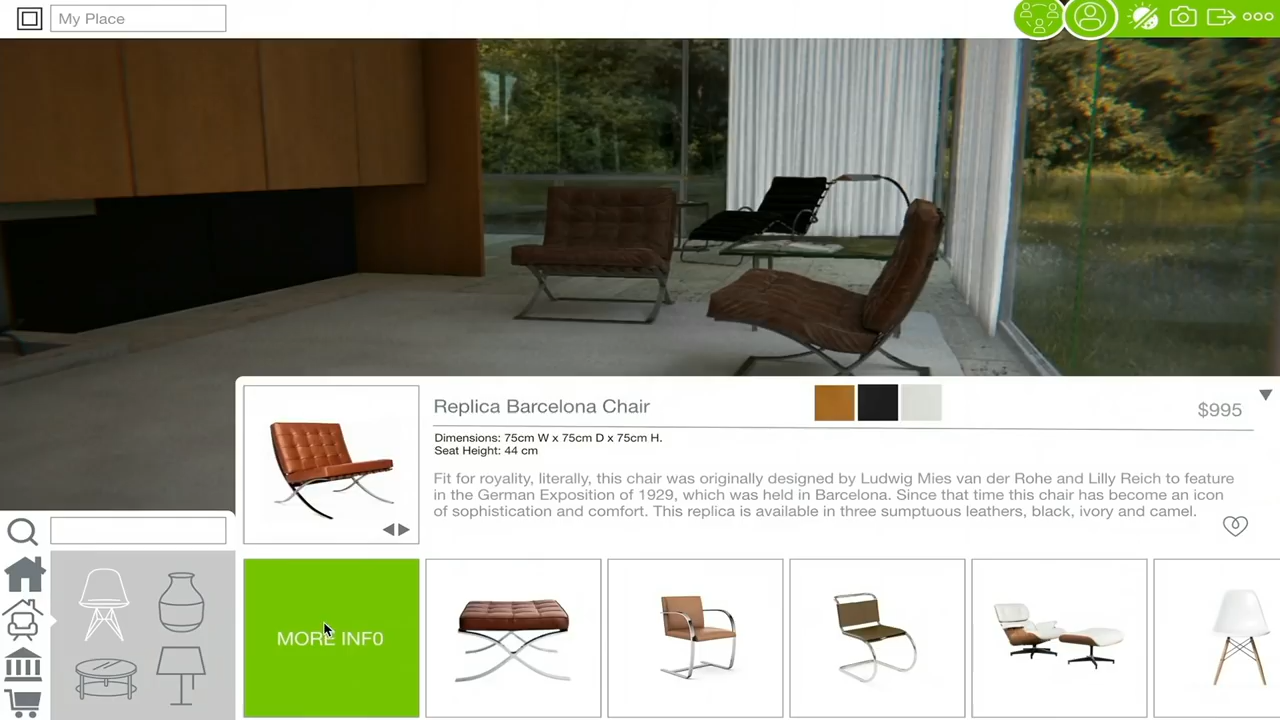 My Place
Replica Barcelona Chair
$995
Dimensions: 75cm W x 75cm D x 75cm H.
Seat Height: 44 cm
Fit for royality, literally, this chair was originally designed by Ludwig Mies van der Rohe and Lilly Reich to feature
in the German Exposition of 1929, which was held in Barcelona. Since that time this chair has become an icon
of sophistication and comfort. This replica is available in three sumptuous leathers, black, ivory and camel.
MORE INF0